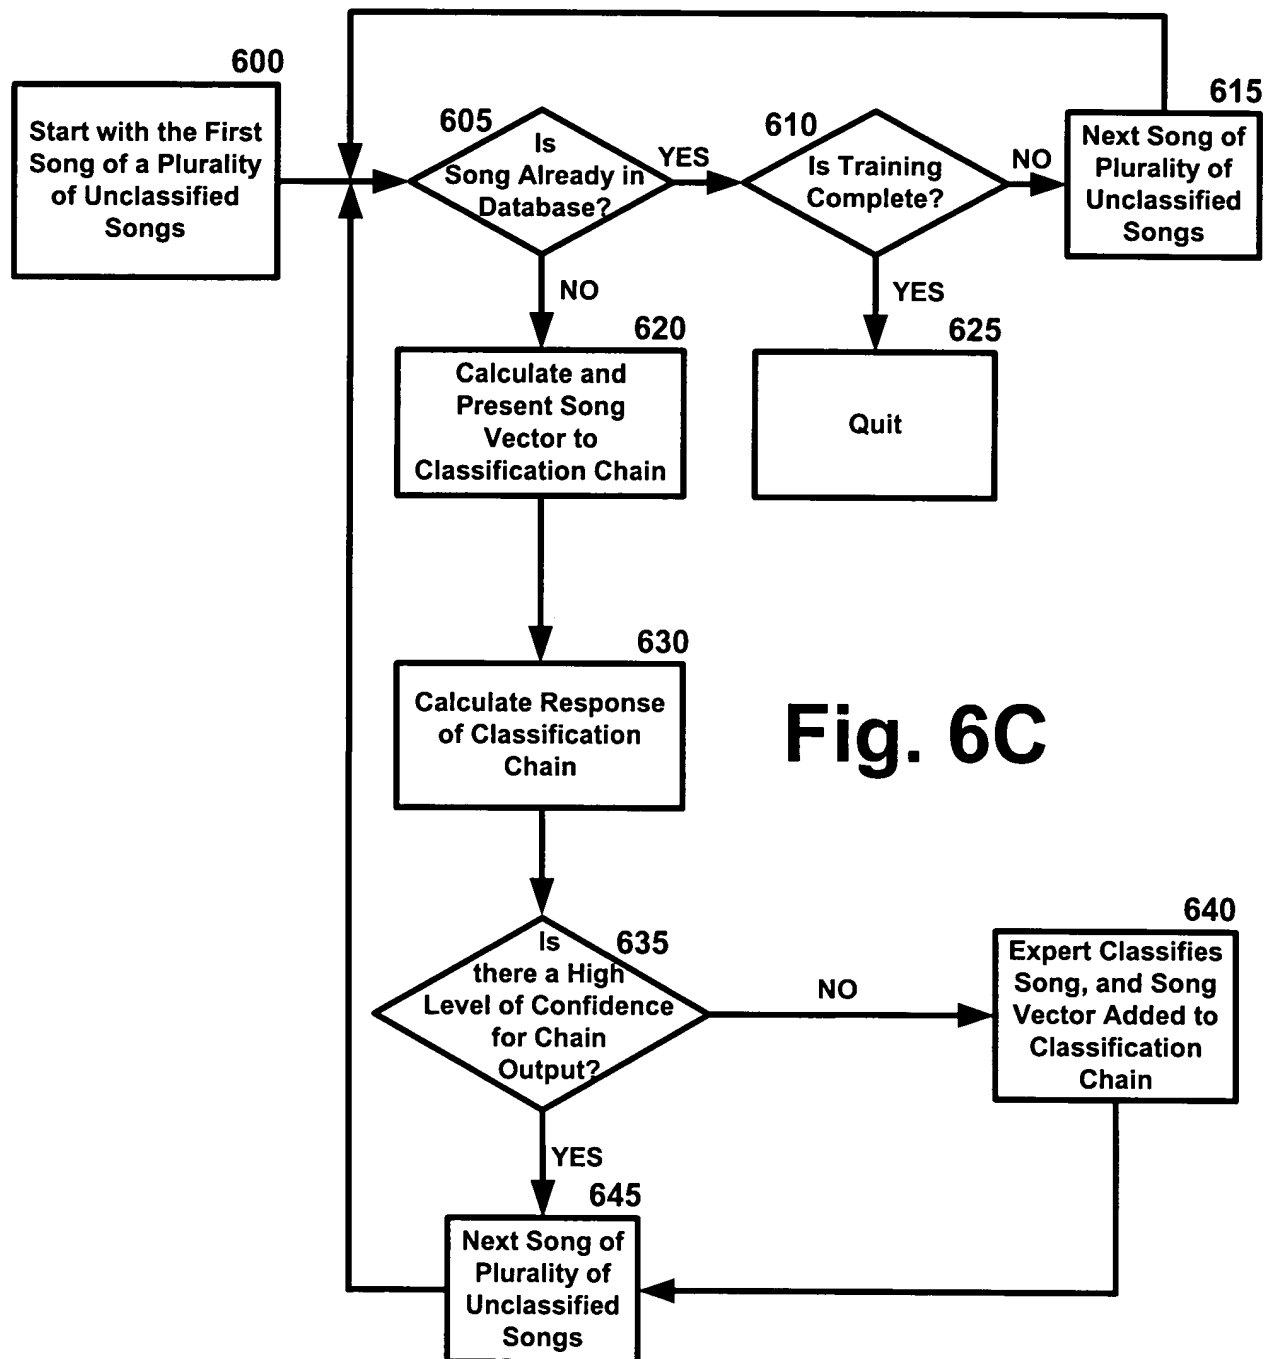 600
Start with the First
Song of a Plurality
of Unclassified
Songs
605
Is
Song Already in
Database?
YES
610
Is Training
Complete?
NO
615
Next Song of
Plurality of
Unclassified
Songs
NO
YES
620
Calculate and
Present Song
Vector to
Classification Chain
625
Quit
630
Calculate Response
of Classification
Chain
Fig. 6C
635
Is
there a High
Level of Confidence
for Chain
Output?
NO
640
Expert Classifies
Song, and Song
Vector Added to
Classification
Chain
YES
645
Next Song of
Plurality of
Unclassified
Songs